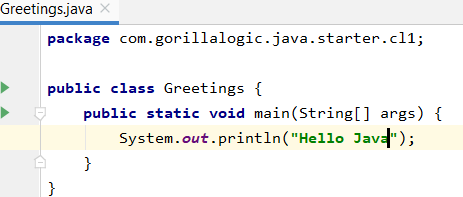 Greetings.java
package com.gorillalogic.java.starter.cl1;
public class Greetings {
    public static void main(String[] args) {
        System.out.println("Hello Java");
    }
}